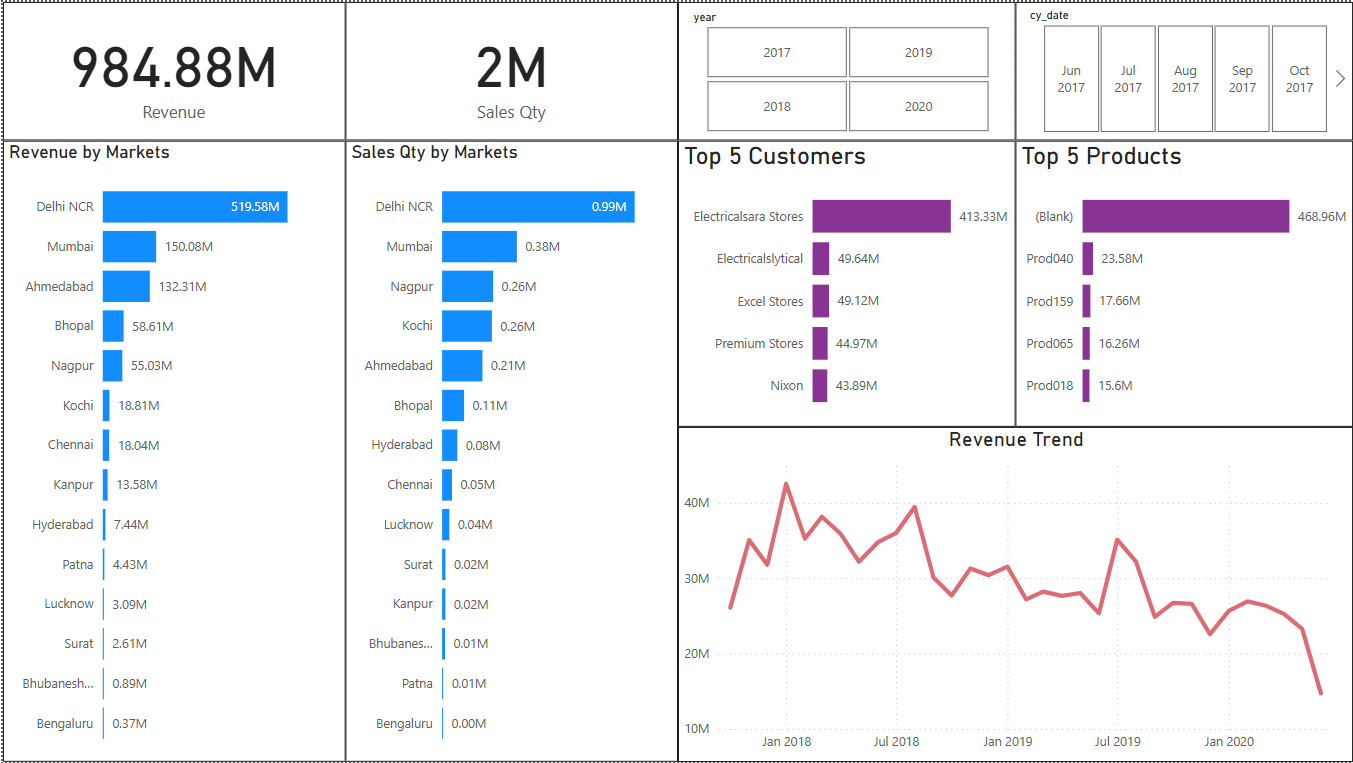 984.88M
Revenue
2M
Sales Qty
year
2017
2019
2018
2020
cy_date
Jun
2017
Jul
2017
Aug
2017
Sep
2017
Oct
2017
Revenue by Markets
Delhi NCR 519.58M
Mumbai 150.08M
Ahmedabad 132.31M
Bhopal 58.61M
Nagpur 55.03M
Kochi 18.81M
Chennai 18.04M
Kanpur 13.58M
Hyderabad 7.44M
Patna 4.43M
Lucknow 3.09M
Surat 2.61M
Bhubanesh... 0.89M
Bengaluru 0.37M
Sales Qty by Markets
Delhi NCR 0.99M
Mumbai 0.38M
Nagpur 0.26M
Kochi 0.26M
Ahmedabad 0.21M
Bhopal 0.11M
Hyderabad 0.08M
Chennai 0.05M
Lucknow 0.04M
Surat 0.02M
Kanpur 0.02M
Bhubanes... 0.01M
Patna 0.01M
Bengaluru 0.00M
Top 5 Customers
Electricalsara Stores 413.33M
Electricalslytical 49.64M
Excel Stores 49.12M
Premium Stores 44.97M
Nixon 43.89M
Top 5 Products
(Blank) 468.96M
Prod040 23.58M
Prod159 17.66M
Prod065 16.26M
Prod018 15.6M
Revenue Trend
40M
30M
20M
10M
Jan 2018 Jul 2018 Jan 2019 Jul 2019 Jan 2020